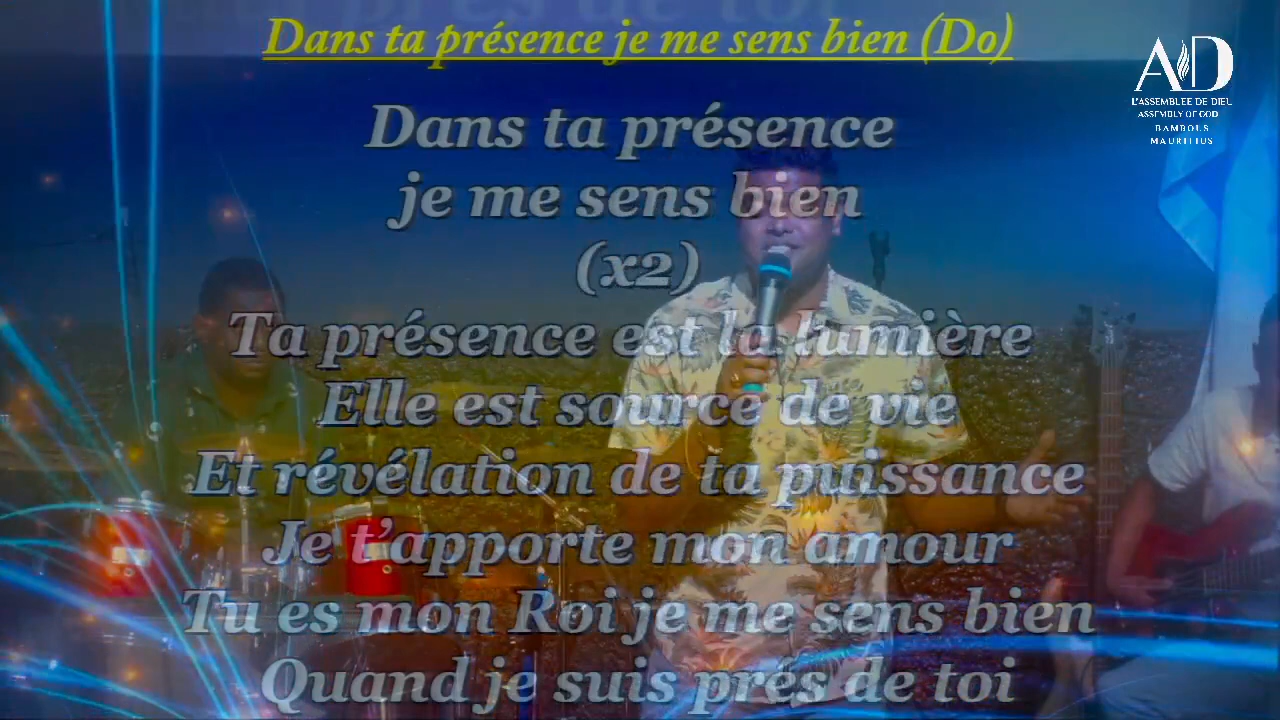 Dans ta présence je me sens bien (Do)
Dans ta présence
je me sens bien
(x2)
Ta présence est la lumière
Elle est source de vie
Et révélation de ta puissance
Je t'apporte mon amour
Tu es mon Roi je me sens bien
Quand je suis prés de toi
AD
L'ASSEMBLEE DE DIEU
ASSEMBLY OF GOD
BAMBOUS
MAURITIUS